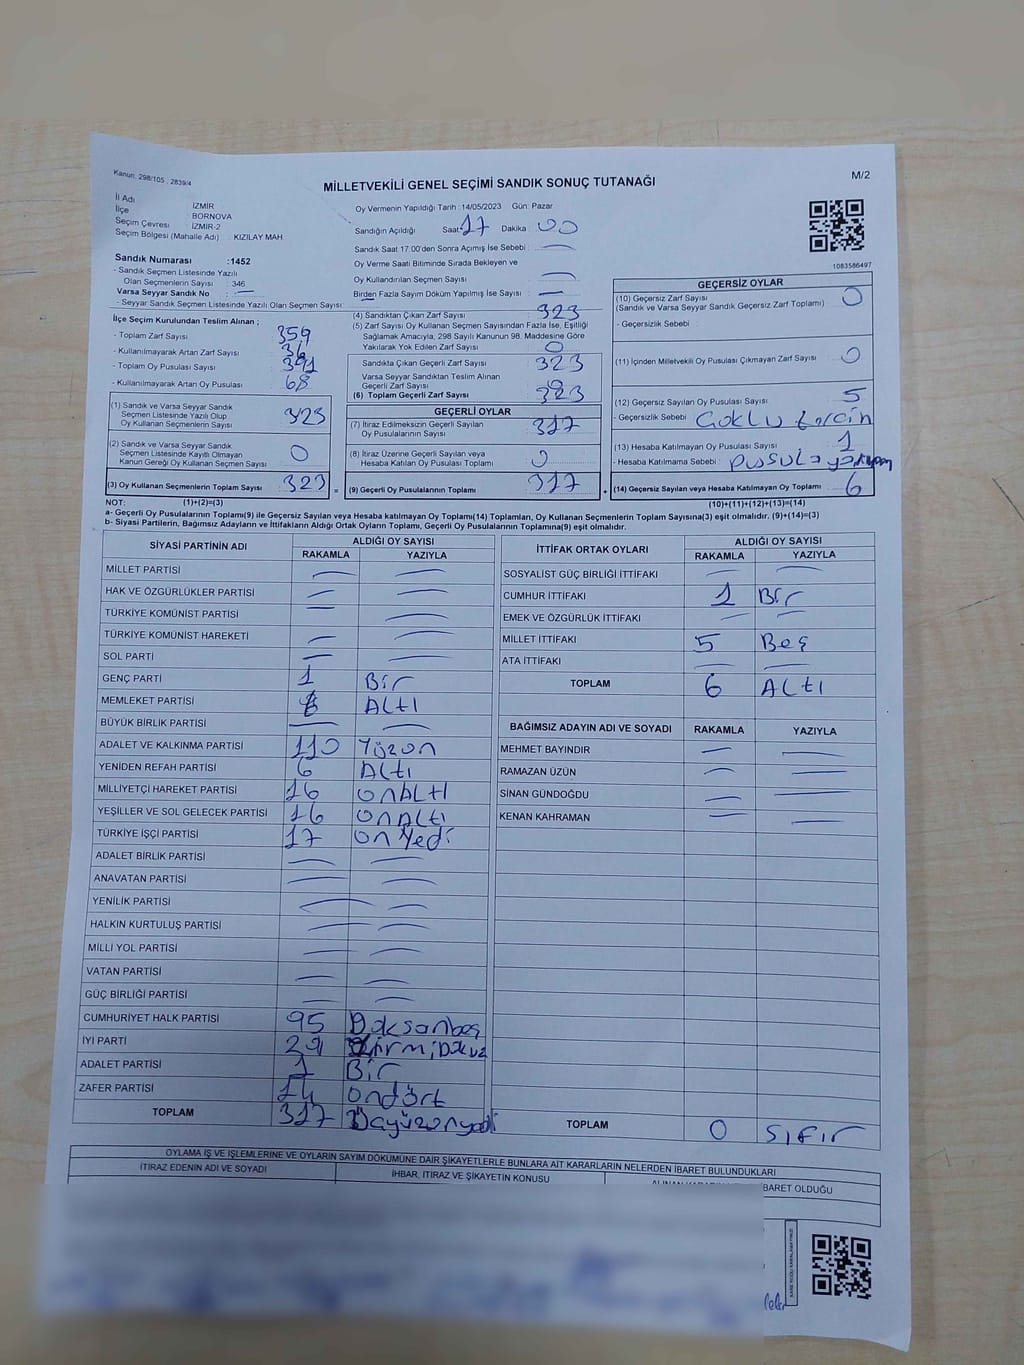 Kanun: 298/105 ; 2839/4
MİLLETVEKİLİ GENEL SEÇİMİ SANDIK SONUÇ TUTANAĞI
M/2
İl Adı İZMİR
İlçe BORNOVA
Seçim Çevresi : İZMİR-2
Seçim Bölgesi (Mahalle Adı) : KIZILAY MAH.
Oy Vermenin Yapıldığı Tarih :14/05/2023 Gün: Pazar
Sandığın Açıldığı Saat: 17 Dakika : 00
Sandık Saat 17:00'den Sonra Açımış İse Sebebi : —
Oy Verme Saati Bitiminde Sırada Bekleyen ve
Oy Kullandırılan Seçmen Sayısı : —
Birden Fazla Sayım Döküm Yapılmış İse Sayısı : —
1083586497
Sandık Numarası :1452
- Sandık Seçmen Listesinde Yazılı
Olan Seçmenlerin Sayısı : 346
Varsa Seyyar Sandık No : —
- Seyyar Sandık Seçmen Listesinde Yazılı Olan Seçmen Sayısı:
İlçe Seçim Kurulundan Teslim Alınan ;
- Toplam Zarf Sayısı 359
- Kullanılmayarak Artan Zarf Sayısı 36
- Toplam Oy Pusulası Sayısı : 391
- Kullanılmayarak Artan Oy Pusulası : 68
(4) Sandıktan Çıkan Zarf Sayısı : 323
(5) Zarf Sayısı Oy Kullanan Seçmen Sayısından Fazla İse, Eşitliği
Sağlamak Amacıyla, 298 Sayılı Kanunun 98. Maddesine Göre
Yakılarak Yok Edilen Zarf Sayısı : 0
Sandıkta Çıkan Geçerli Zarf Sayısı : 323
Varsa Seyyar Sandıktan Teslim Alınan
Geçerli Zarf Sayısı :
(6) Toplam Geçerli Zarf Sayısı : 323
GEÇERSİZ OYLAR
(10) Geçersiz Zarf Sayısı : 0
(Sandık ve Varsa Seyyar Sandık Geçersiz Zarf Toplamı)
- Geçersizlik Sebebi :
(11) İçinden Milletvekili Oy Pusulası Çıkmayan Zarf Sayısı : 0
(12) Geçersiz Sayılan Oy Pusulası Sayısı : 5
- Geçersizlik Sebebi : Çoklu tercih
(13) Hesaba Katılmayan Oy Pusulası Sayısı : 1
- Hesaba Katılmama Sebebi : pusula
(14) Geçersiz Sayılan veya Hesaba Katılmayan Oy Toplamı : 6
(10)+(11)+(12)+(13)=(14)
(1) Sandık ve Varsa Seyyar Sandık
Seçmen Listesinde Yazılı Olup
Oy Kullanan Seçmenlerin Sayısı : 323
(2) Sandık ve Varsa Seyyar Sandık
Seçmen Listesinde Kayıtlı Olmayan
Kanun Gereği Oy Kullanan Seçmen Sayısı : 0
(3) Oy Kullanan Seçmenlerin Toplam Sayısı : 323 =
GEÇERLİ OYLAR
(7) İtiraz Edilmeksizin Geçerli Sayılan
Oy Pusulalarının Sayısı : 317
(8) İtiraz Üzerine Geçerli Sayılan veya
Hesaba Katılan Oy Pusulası Toplamı : 0
(9) Geçerli Oy Pusulalarının Toplamı : 317 +
NOT: (1)+(2)=(3)
a- Geçerli Oy Pusulalarının Toplamı(9) ile Geçersiz Sayılan veya Hesaba katılmayan Oy Toplamı(14) Toplamları, Oy Kullanan Seçmenlerin Toplam Sayısına(3) eşit olmalıdır. (9)+(14)=(3)
b- Siyasi Partilerin, Bağımsız Adayların ve İttifakların Aldığı Ortak Oyların Toplamı, Geçerli Oy Pusulalarının Toplamına(9) eşit olmalıdır.
SİYASİ PARTİNİN ADI ALDIĞI OY SAYISI
RAKAMLA YAZIYLA
MİLLET PARTİSİ — —
HAK VE ÖZGÜRLÜKLER PARTİSİ — —
TÜRKİYE KOMÜNİST PARTİSİ — —
TÜRKİYE KOMÜNİST HAREKETİ — —
SOL PARTİ — —
GENÇ PARTİ 1 Bir
MEMLEKET PARTİSİ 6 Altı
BÜYÜK BİRLİK PARTİSİ — —
ADALET VE KALKINMA PARTİSİ 110 Yüzon
YENİDEN REFAH PARTİSİ 6 Altı
MİLLİYETÇİ HAREKET PARTİSİ 16 onAltı
YEŞİLLER VE SOL GELECEK PARTİSİ 16 onAltı
TÜRKİYE İŞÇİ PARTİSİ 17 on Yedi
ADALET BİRLİK PARTİSİ — —
ANAVATAN PARTİSİ — —
YENİLİK PARTİSİ — —
HALKIN KURTULUŞ PARTİSİ — —
MİLLİ YOL PARTİSİ — —
VATAN PARTİSİ — —
GÜÇ BİRLİĞİ PARTİSİ — —
CUMHURİYET HALK PARTİSİ 95 Doksanbeş
İYİ PARTİ 29 Yirmidokuz
ADALET PARTİSİ 1 Bir
ZAFER PARTİSİ 14 ondört
TOPLAM 317
İTTİFAK ORTAK OYLARI ALDIĞI OY SAYISI
RAKAMLA YAZIYLA
SOSYALİST GÜÇ BİRLİĞİ İTTİFAKI — —
CUMHUR İTTİFAKI 1 Bir
EMEK VE ÖZGÜRLÜK İTTİFAKI — —
MİLLET İTTİFAKI 5 Beş
ATA İTTİFAKI — —
TOPLAM 6 Altı
BAĞIMSIZ ADAYIN ADI VE SOYADI RAKAMLA YAZIYLA
MEHMET BAYINDIR — —
RAMAZAN ÜZÜN — —
SİNAN GÜNDOĞDU — —
KENAN KAHRAMAN — —
TOPLAM 0 Sıfır
OYLAMA İŞ VE İŞLEMLERİNE VE OYLARIN SAYIM DÖKÜMÜNE DAİR ŞİKAYETLERLE BUNLARA AİT KARARLARIN NELERDEN İBARET BULUNDUKLARI
İTİRAZ EDENİN ADI VE SOYADI İHBAR, İTİRAZ VE ŞİKAYETİN KONUSU İBARET OLDUĞU